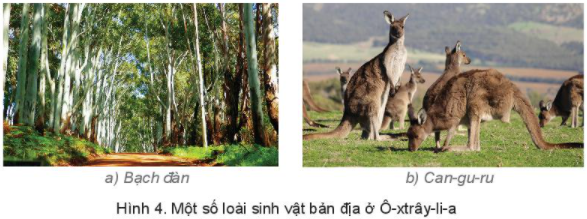 a) Bạch đàn
b) Can-gu-ru
Hình 4. Một số loài sinh vật bản địa ở Ô-xtrây-li-a